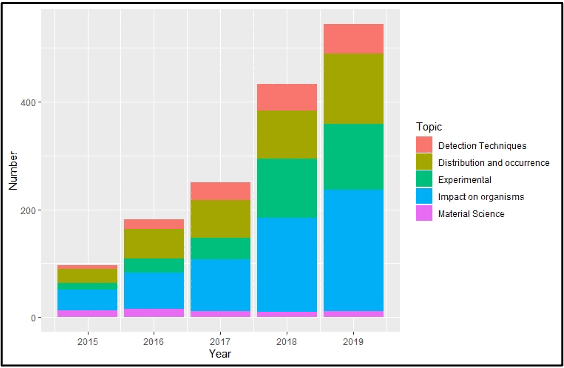 Number
400
200
0
2015 2016 2017 2018 2019
Year
Topic
Detection Techniques
Distribution and occurrence
Experimental
Impact on organisms
Material Science